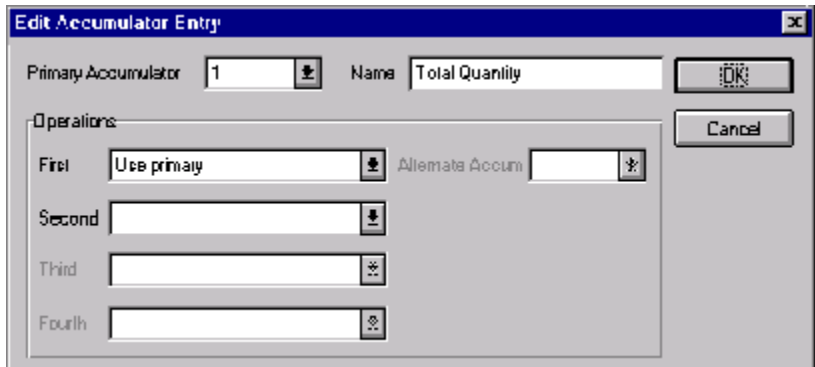 Edit Accumulator Entry
Primary Accumulator 1 Name Total Quantity OK
Operations Cancel
First Use primary Alternate Accum
Second
Third
Fourth